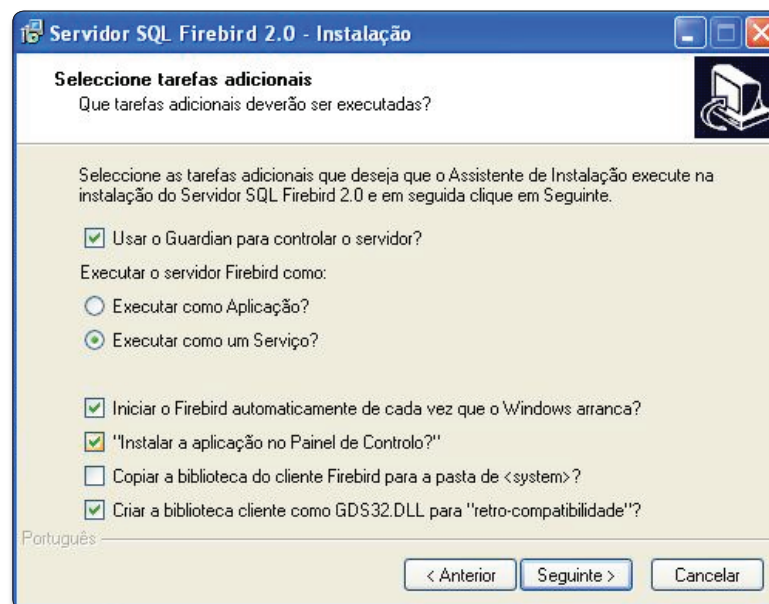 Servidor SQL Firebird 2.0 - Instalação
Seleccione tarefas adicionais
Que tarefas adicionais deverão ser executadas?
Seleccione as tarefas adicionais que deseja que o Assistente de Instalação execute na
instalação do Servidor SQL Firebird 2.0 e em seguida clique em Seguinte.
Usar o Guardian para controlar o servidor?
Executar o servidor Firebird como:
Executar como Aplicação?
Executar como um Serviço?
Iniciar o Firebird automaticamente de cada vez que o Windows arranca?
"Instalar a aplicação no Painel de Controlo?"
Copiar a biblioteca do cliente Firebird para a pasta de <system>?
Criar a biblioteca cliente como GDS32.DLL para "retro-compatibilidade"?
Português
< Anterior Seguinte > Cancelar